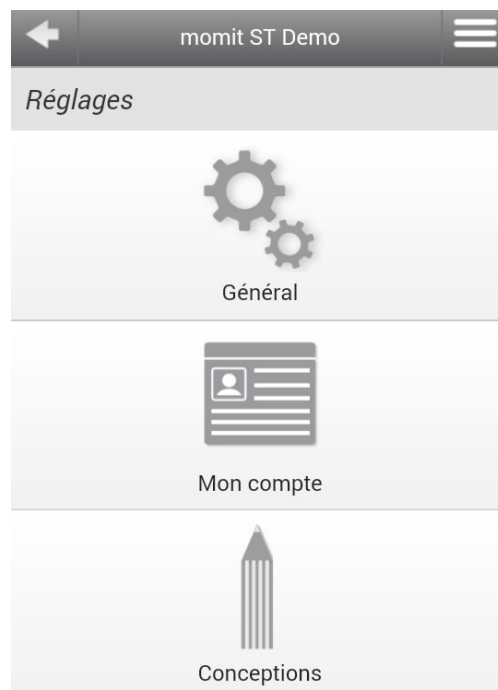 momit ST Demo
Réglages
Général
Mon compte
Conceptions